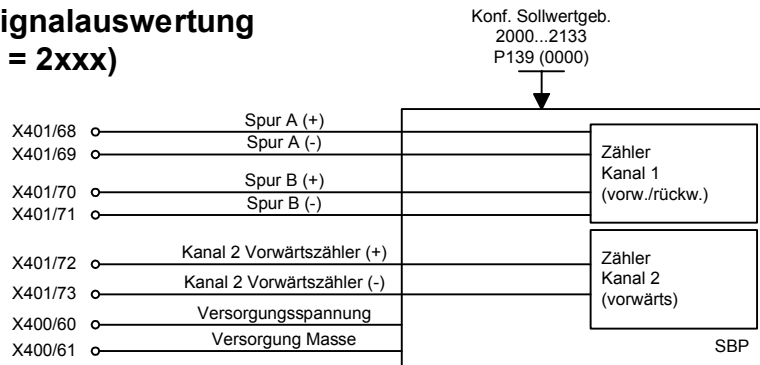 ignalauswertung
= 2xxx)
Konf. Sollwertgeb.
2000...2133
P139 (0000)
X401/68 Spur A (+)
X401/69 Spur A (-)
X401/70 Spur B (+)
X401/71 Spur B (-)
Zähler
Kanal 1
(vorw./rückw.)
X401/72 Kanal 2 Vorwärtszähler (+)
X401/73 Kanal 2 Vorwärtszähler (-)
Zähler
Kanal 2
(vorwärts)
X400/60 Versorgungsspannung
X400/61 Versorgung Masse
SBP